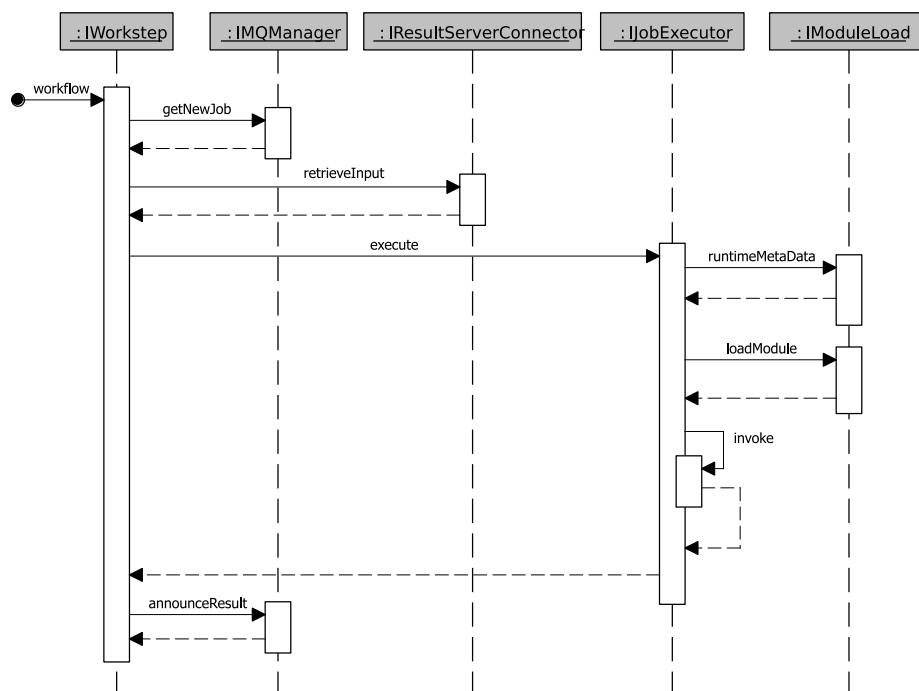 : IWorkstep
: IMQManager
: IResultServerConnector
: IJobExecutor
: IModuleLoad
workflow
getNewJob
retrieveInput
execute
runtimeMetaData
loadModule
invoke
announceResult